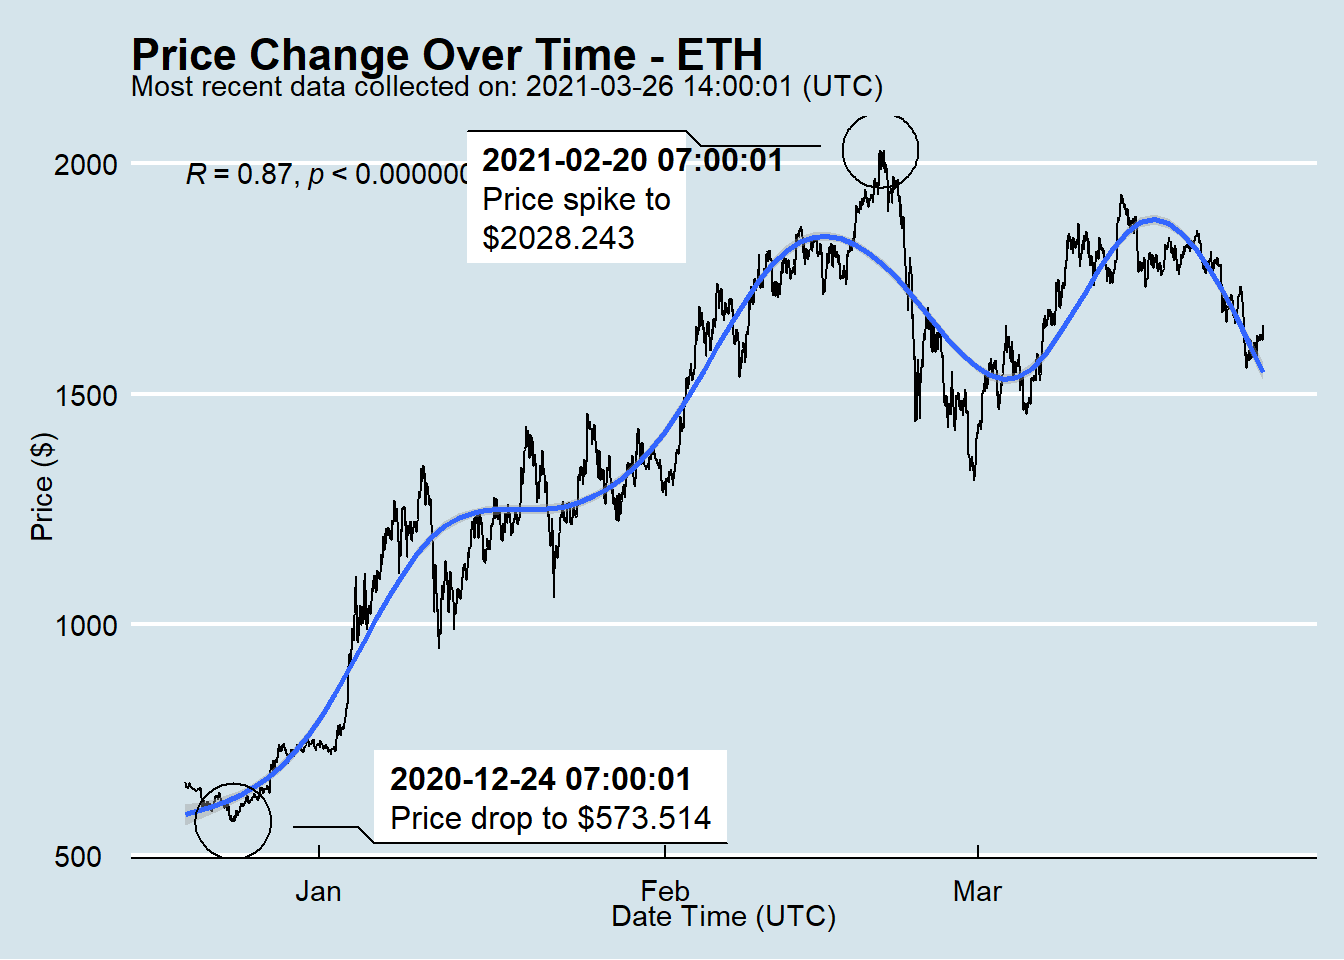 Price Change Over Time - ETH
Most recent data collected on: 2021-03-26 14:00:01 (UTC)
R = 0.87, p < 0.000000
2021-02-20 07:00:01
Price spike to
$2028.243
2000
1500
1000
500
Price ($)
2020-12-24 07:00:01
Price drop to $573.514
Jan
Feb
Mar
Date Time (UTC)